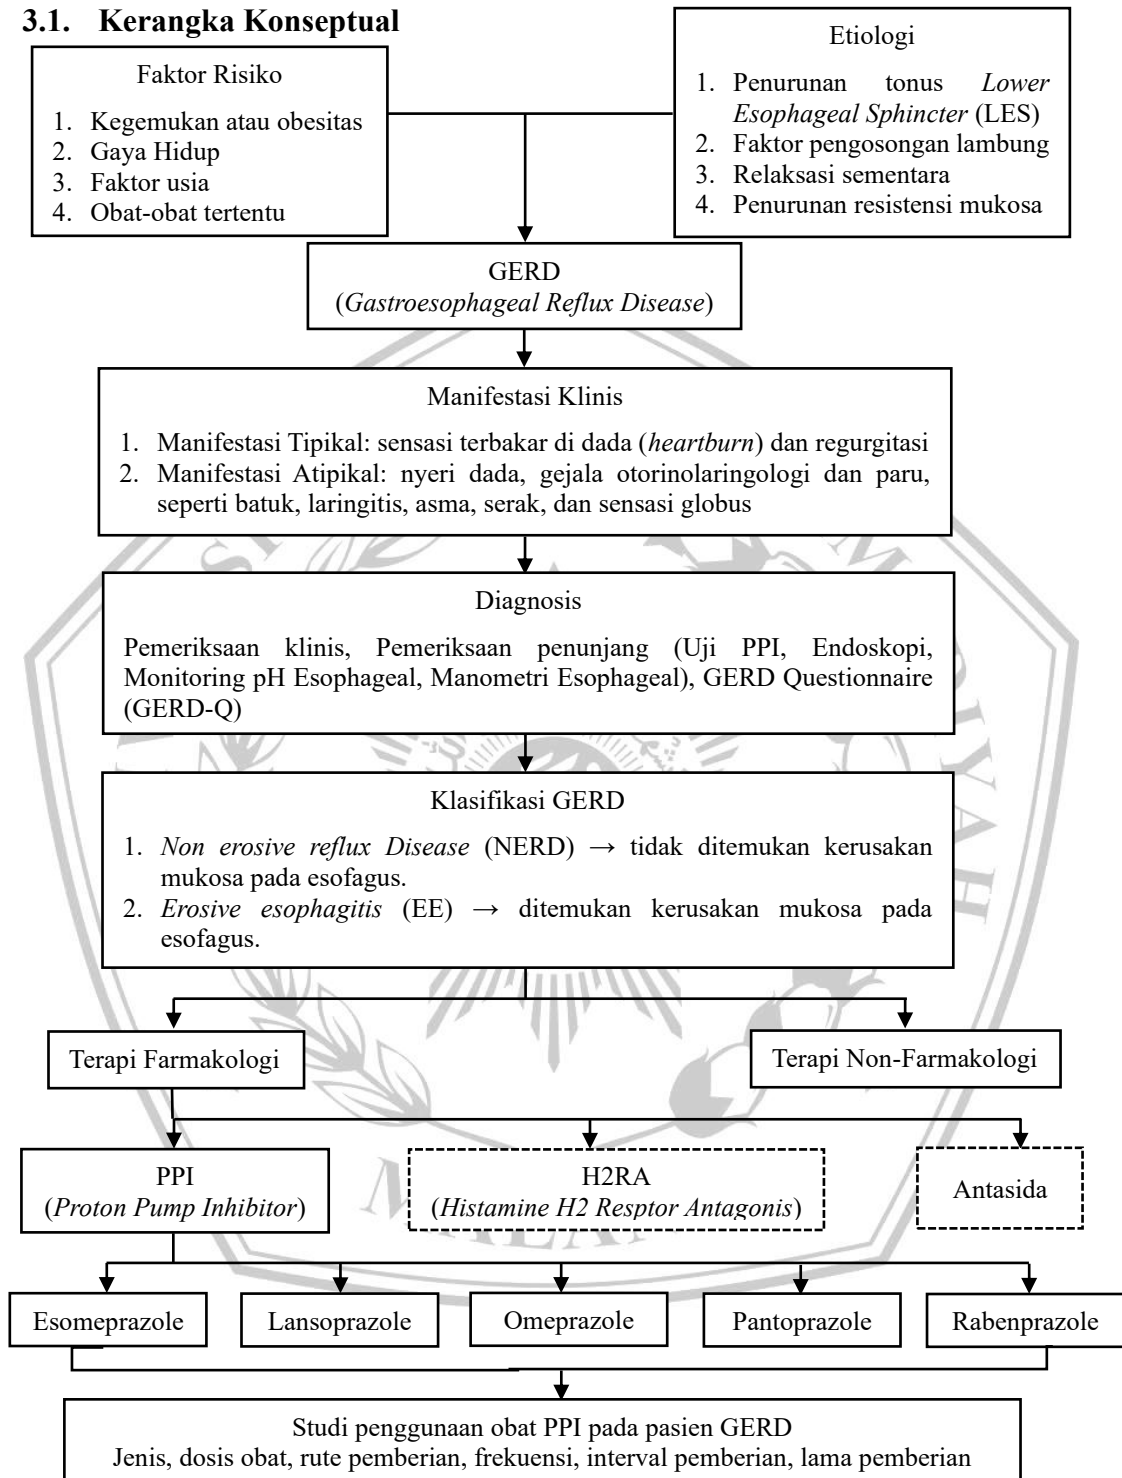 3.1. Kerangka Konseptual
Faktor Risiko
1. Kegemukan atau obesitas
2. Gaya Hidup
3. Faktor usia
4. Obat-obat tertentu
Etiologi
1. Penurunan tonus Lower
Esophageal Sphincter (LES)
2. Faktor pengosongan lambung
3. Relaksasi sementara
4. Penurunan resistensi mukosa
GERD
(Gastroesophageal Reflux Disease)
Manifestasi Klinis
1. Manifestasi Tipikal: sensasi terbakar di dada (heartburn) dan regurgitasi
2. Manifestasi Atipikal: nyeri dada, gejala otorinolaringologi dan paru,
seperti batuk, laringitis, asma, serak, dan sensasi globus
Diagnosis
Pemeriksaan klinis, Pemeriksaan penunjang (Uji PPI, Endoskopi,
Monitoring pH Esophageal, Manometri Esophageal), GERD Questionnaire
(GERD-Q)
Klasifikasi GERD
1. Non erosive reflux Disease (NERD) → tidak ditemukan kerusakan
mukosa pada esofagus.
2. Erosive esophagitis (EE) → ditemukan kerusakan mukosa pada
esofagus.
Terapi Farmakologi
Terapi Non-Farmakologi
PPI
(Proton Pump Inhibitor)
H2RA
(Histamine H2 Resptor Antagonis)
Antasida
Esomeprazole
Lansoprazole
Omeprazole
Pantoprazole
Rabenprazole
Studi penggunaan obat PPI pada pasien GERD
Jenis, dosis obat, rute pemberian, frekuensi, interval pemberian, lama pemberian